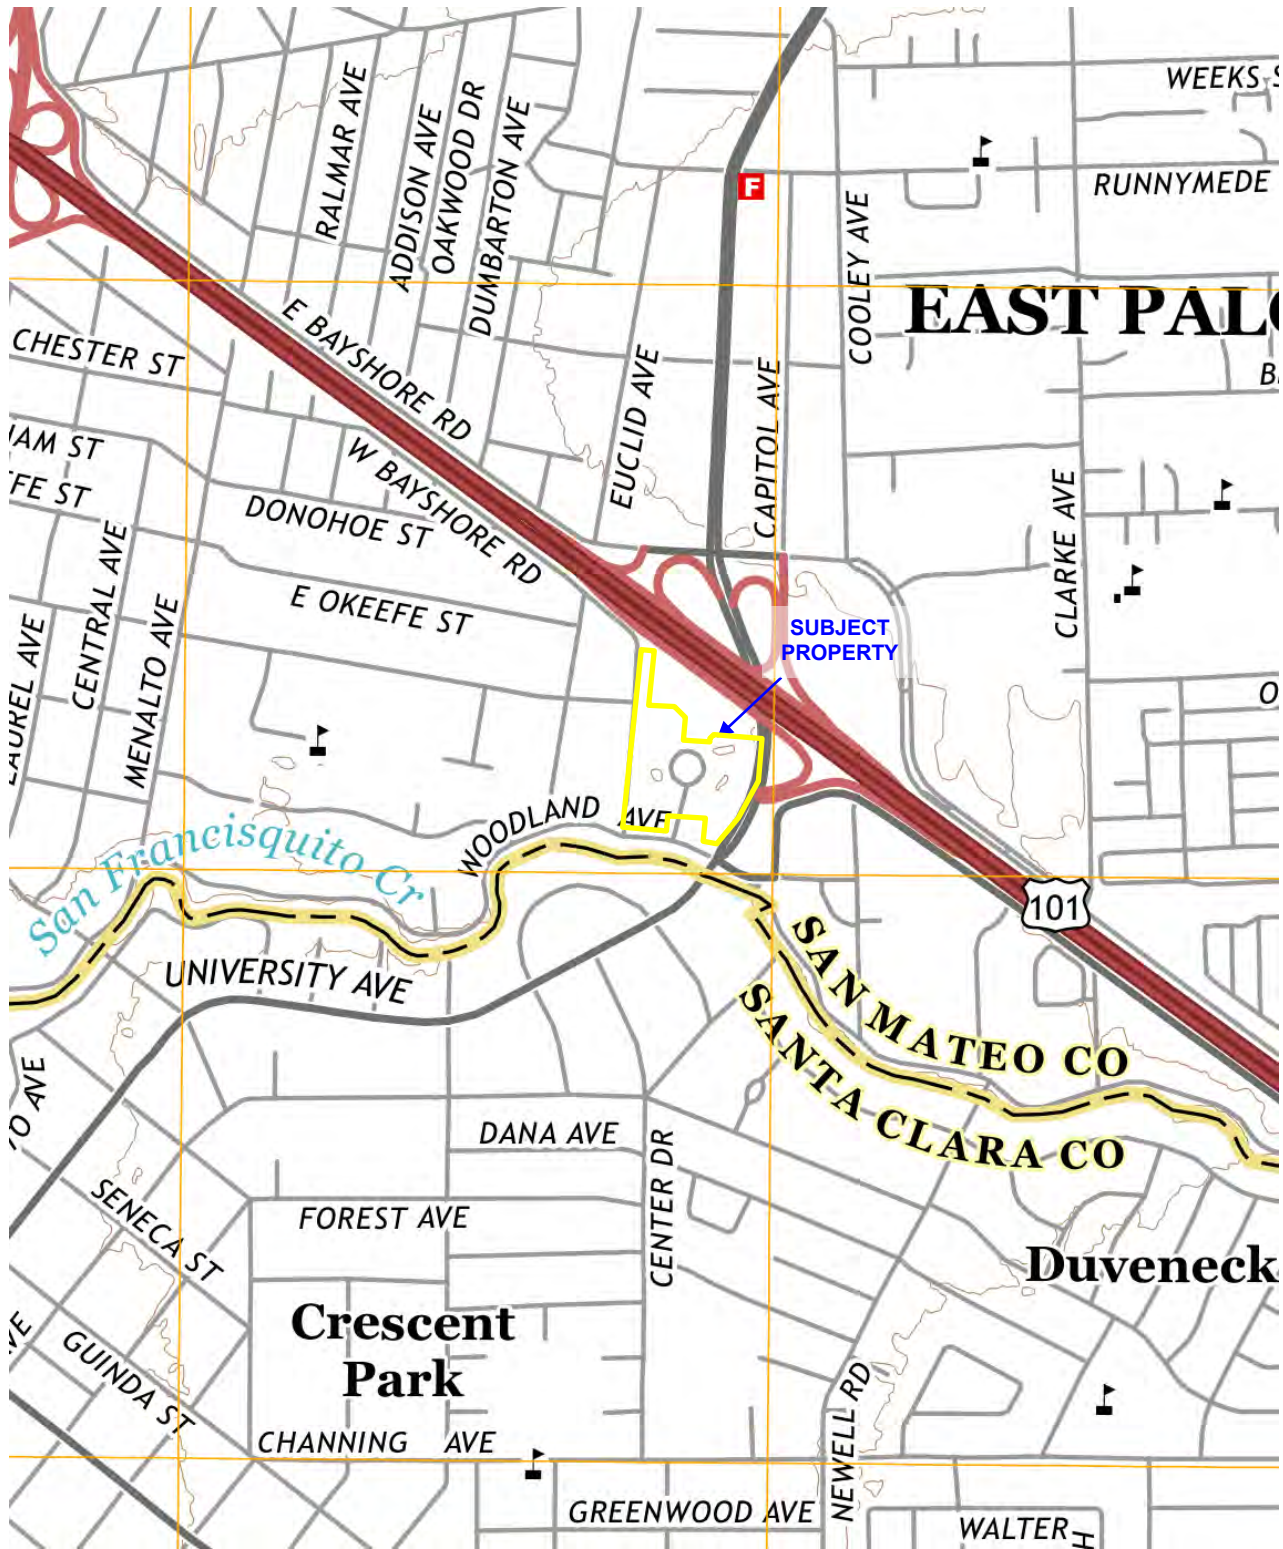 WEEKS S
RALMAR AVE
ADDISON AVE
OAKWOOD DR
DUMBARTON AVE
F
RUNNYMEDE
COOLEY AVE
EAST PALO
E BAYSHORE RD
CHESTER ST
EUCLID AVE
CAPITOL AVE
W BAYSHORE RD
DONOHOE ST
CLARKE AVE
CENTRAL AVE
MENALTO AVE
LAUREL AVE
E OKEEFE ST
SUBJECT
PROPERTY
WOODLAND AVE
San Francisquito Cr
101
UNIVERSITY AVE
SAN MATEO CO
SANTA CLARA CO
DANA AVE
CENTER DR
SENECA ST
FOREST AVE
Duveneck
Crescent
Park
GUINDA ST
CHANNING AVE
NEWELL RD
GREENWOOD AVE
WALTER